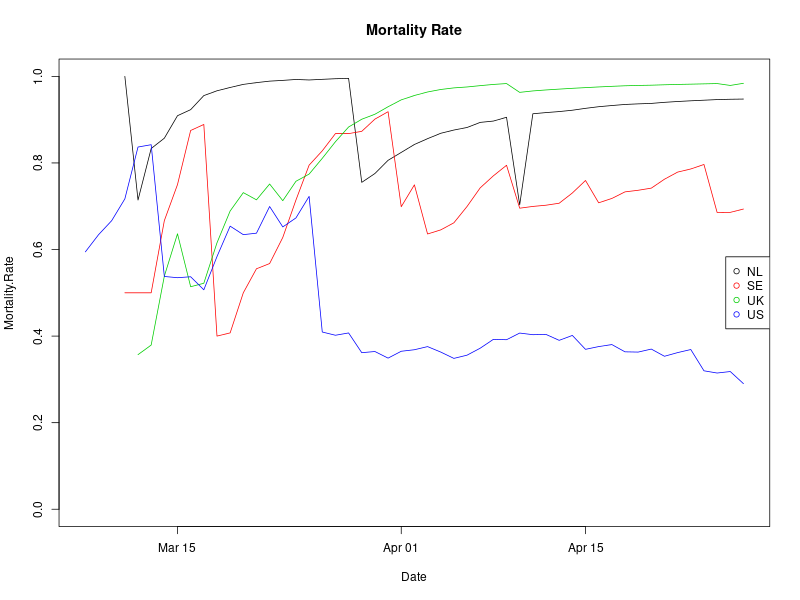 Mortality Rate
Mortality.Rate
1.0
0.8
0.6
0.4
0.2
0.0
NL
SE
UK
US
Mar 15
Apr 01
Apr 15
Date